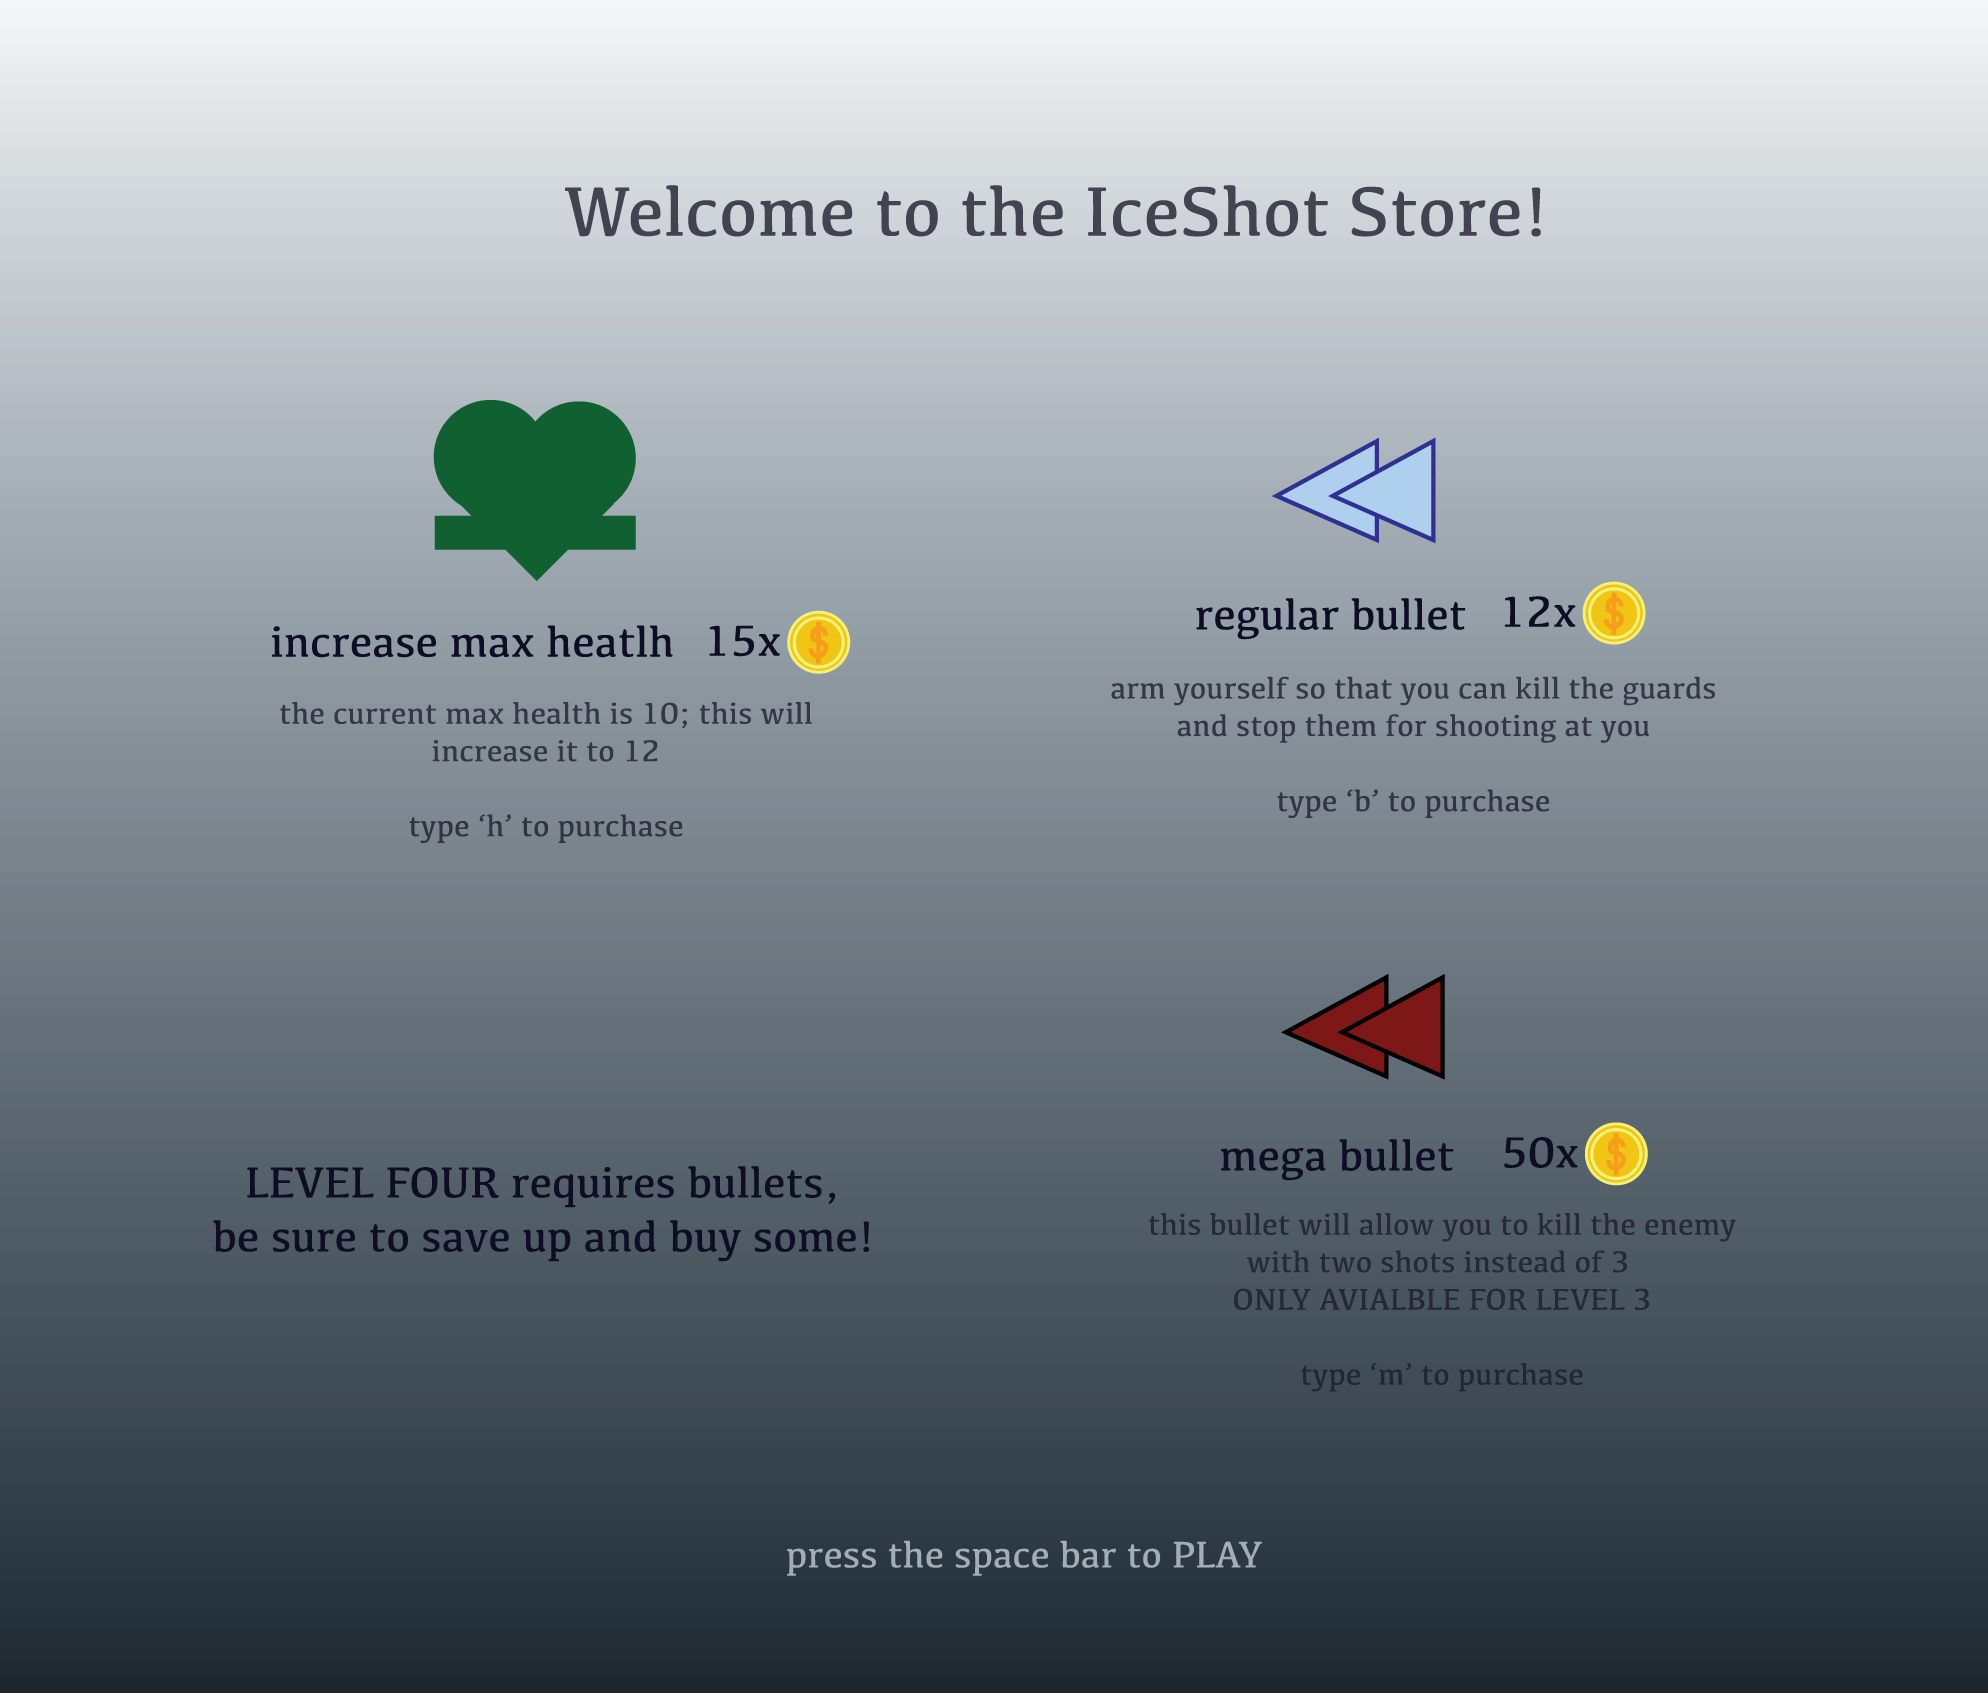 Welcome to the IceShot Store!
increase max heatlh 15x $
the current max health is 10; this will
increase it to 12
type ‘h’ to purchase
regular bullet 12x $
arm yourself so that you can kill the guards
and stop them for shooting at you
type ‘b’ to purchase
LEVEL FOUR requires bullets,
be sure to save up and buy some!
mega bullet 50x $
this bullet will allow you to kill the enemy
with two shots instead of 3
ONLY AVIALBLE FOR LEVEL 3
type ‘m’ to purchase
press the space bar to PLAY